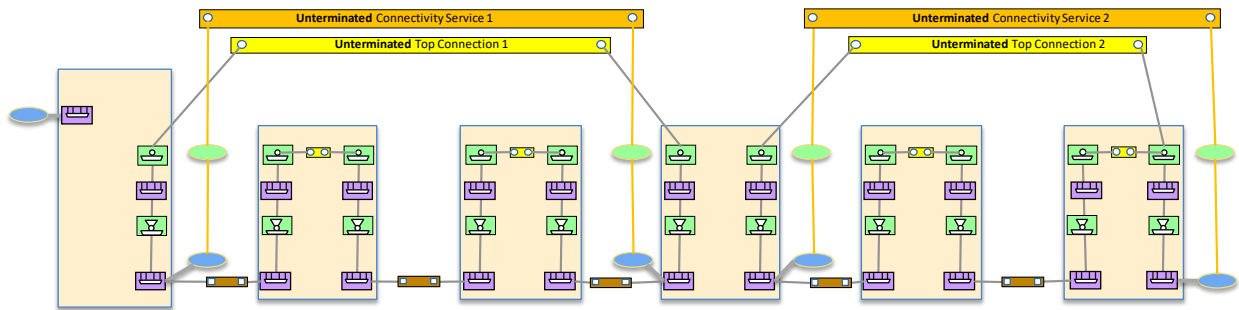 Unterminated Connectivity Service 1
Unterminated Connectivity Service 2
Unterminated Top Connection 1
Unterminated Top Connection 2